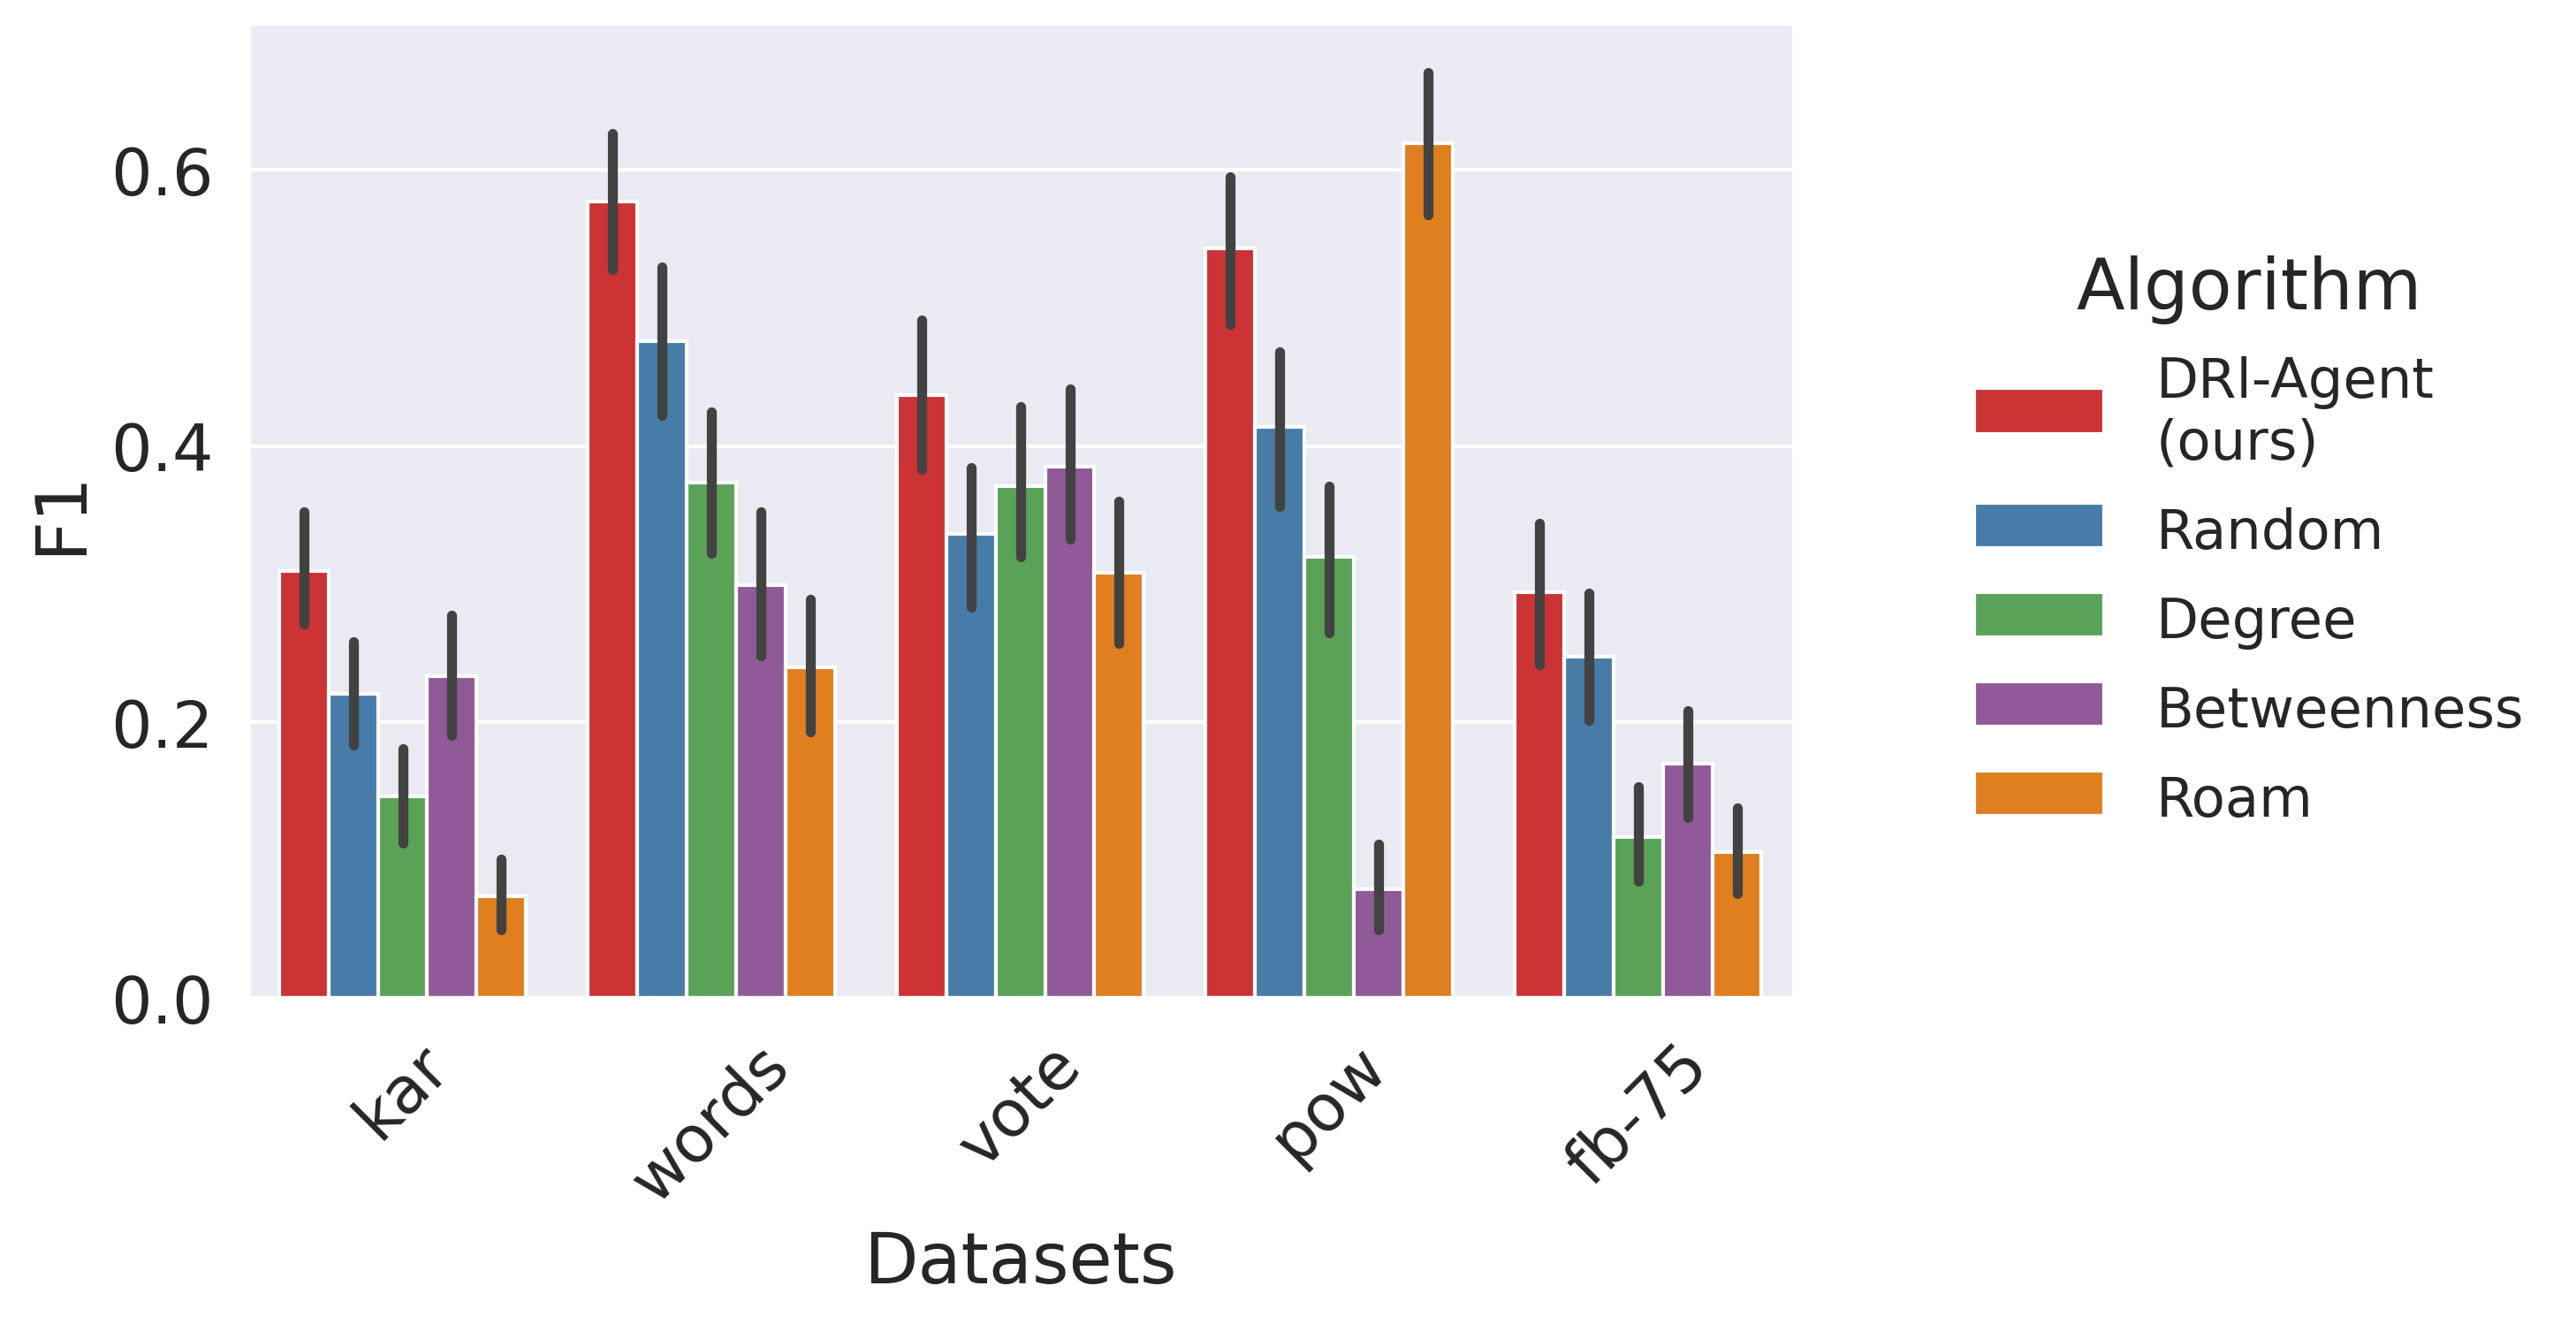 F1
0.6
0.4
0.2
0.0
kar
words
vote
pow
fb-75
Datasets
Algorithm
DRl-Agent
(ours)
Random
Degree
Betweenness
Roam